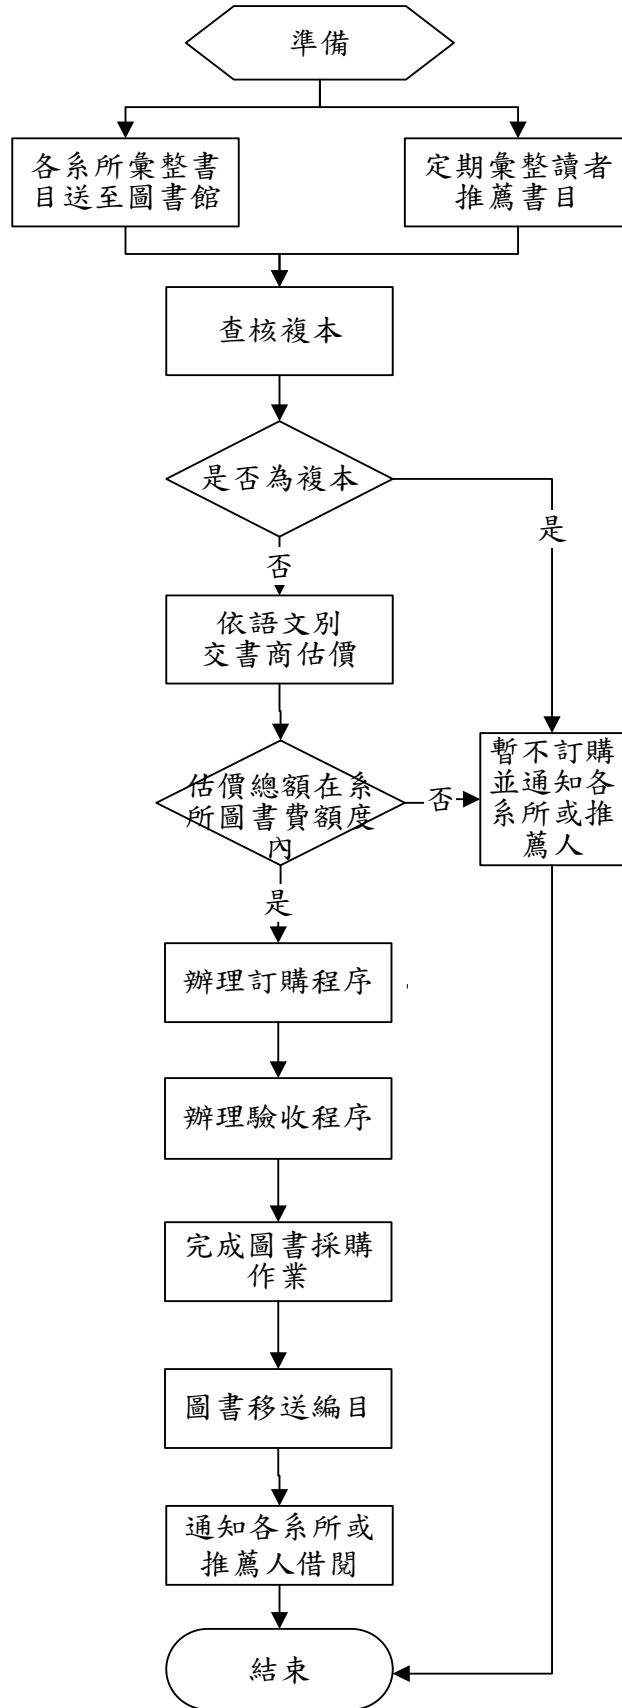 準備
各系所彙整書
目送至圖書館
定期彙整讀者
推薦書目
查核複本
是否為複本
是
否
依語文別
交書商估價
估價總額在系
所圖書費額度
內
否
暫不訂購
並通知各
系所或推
薦人
是
辦理訂購程序
辦理驗收程序
完成圖書採購
作業
圖書移送編目
通知各系所或
推薦人借閱
結束